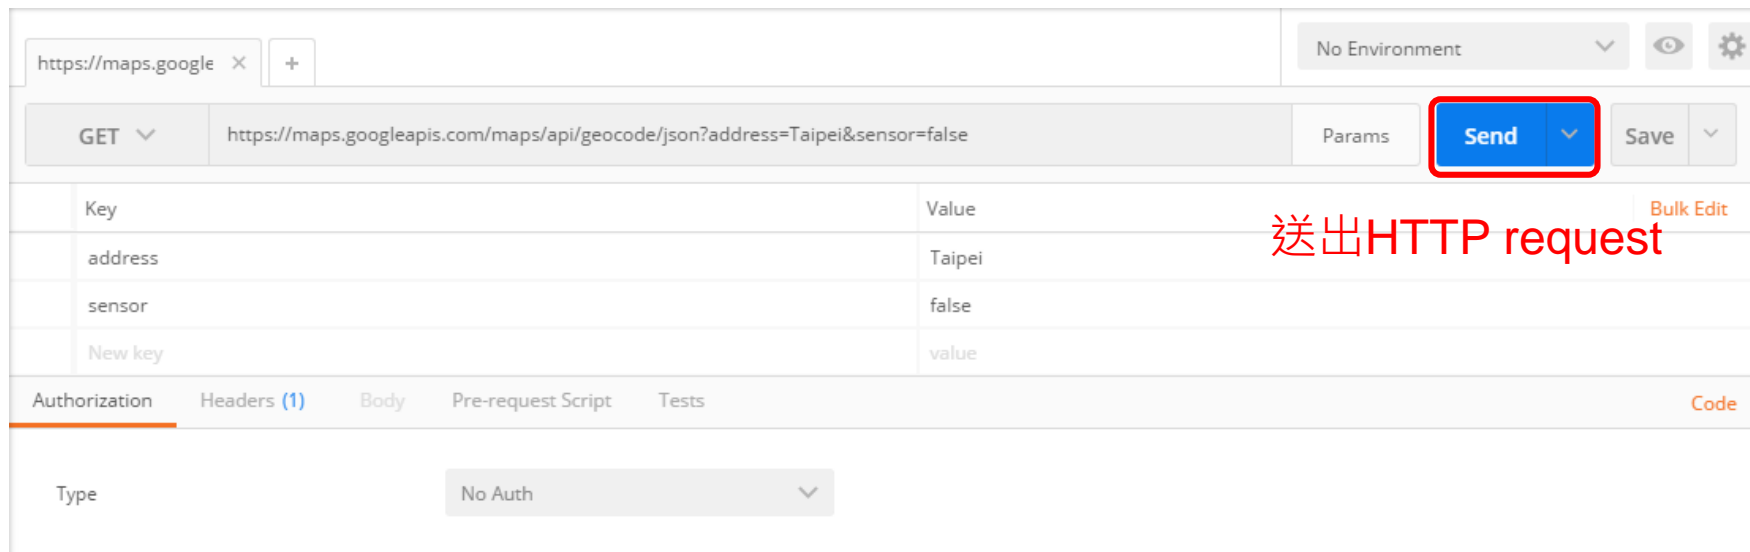 No Environment
https://maps.google × +
GET https://maps.googleapis.com/maps/api/geocode/json?address=Taipei&sensor=false Params Send Save
Key Value Bulk Edit
送出HTTP request
address Taipei
sensor false
New key value
Authorization Headers (1) Body Pre-request Script Tests Code
Type No Auth